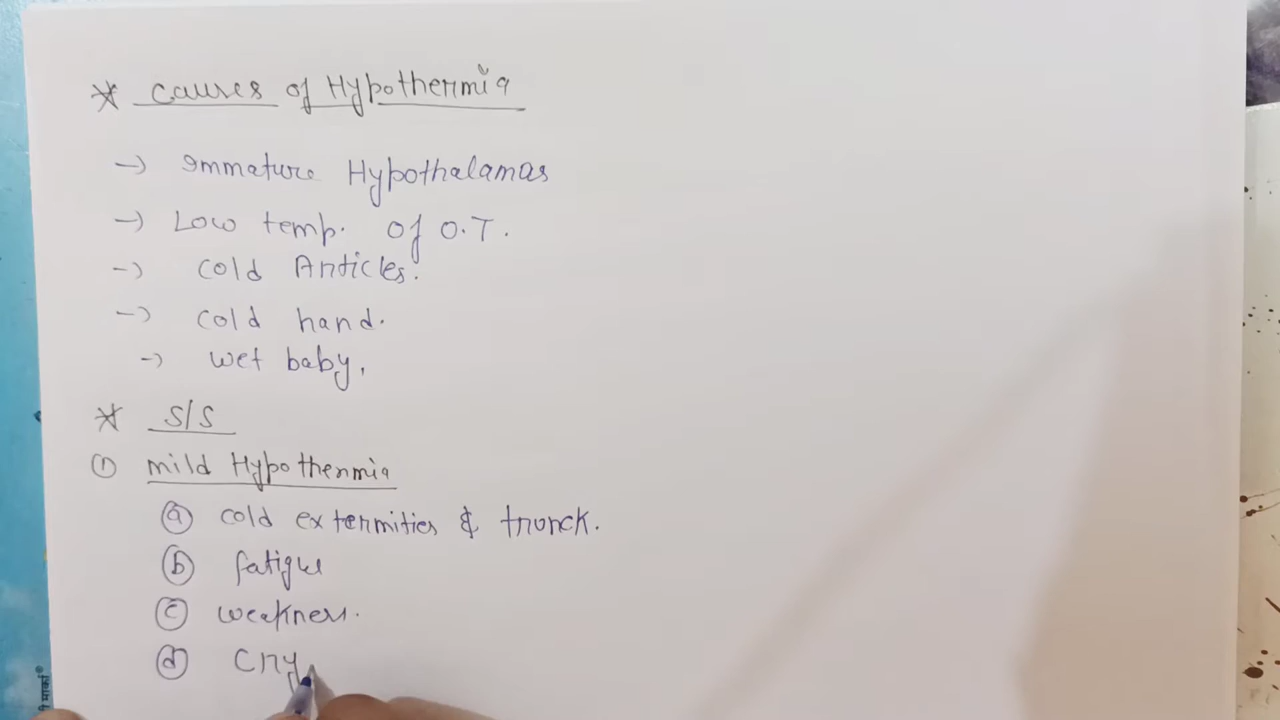 * Causes of Hypothermia
→ Immature Hypothalamas
→ Low temp. of O.T.
→ Cold Articles.
→ Cold hand.
→ Wet baby,
* S/S
① mild Hypothermia
ⓐ cold extermities & trunck.
ⓑ fatigue
ⓒ weakness.
ⓓ Cry